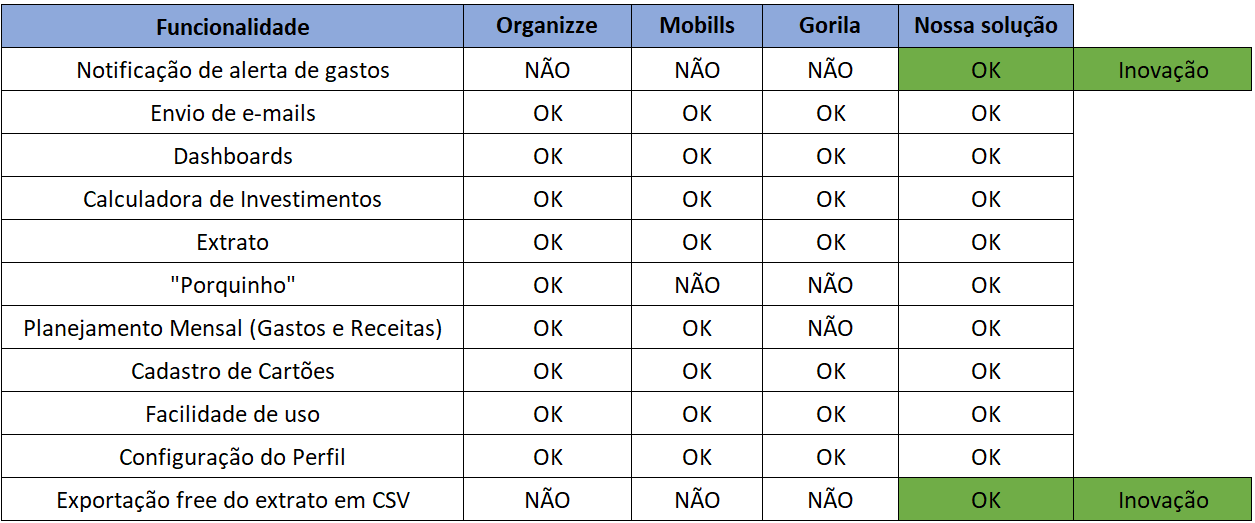 Funcionalidade Organizze Mobills Gorila Nossa solução
Notificação de alerta de gastos NÃO NÃO NÃO OK Inovação
Envio de e-mails OK OK OK OK
Dashboards OK OK OK OK
Calculadora de Investimentos OK OK OK OK
Extrato OK OK OK OK
"Porquinho" OK NÃO NÃO OK
Planejamento Mensal (Gastos e Receitas) OK OK NÃO OK
Cadastro de Cartões OK OK OK OK
Facilidade de uso OK OK OK OK
Configuração do Perfil OK OK OK OK
Exportação free do extrato em CSV NÃO NÃO NÃO OK Inovação